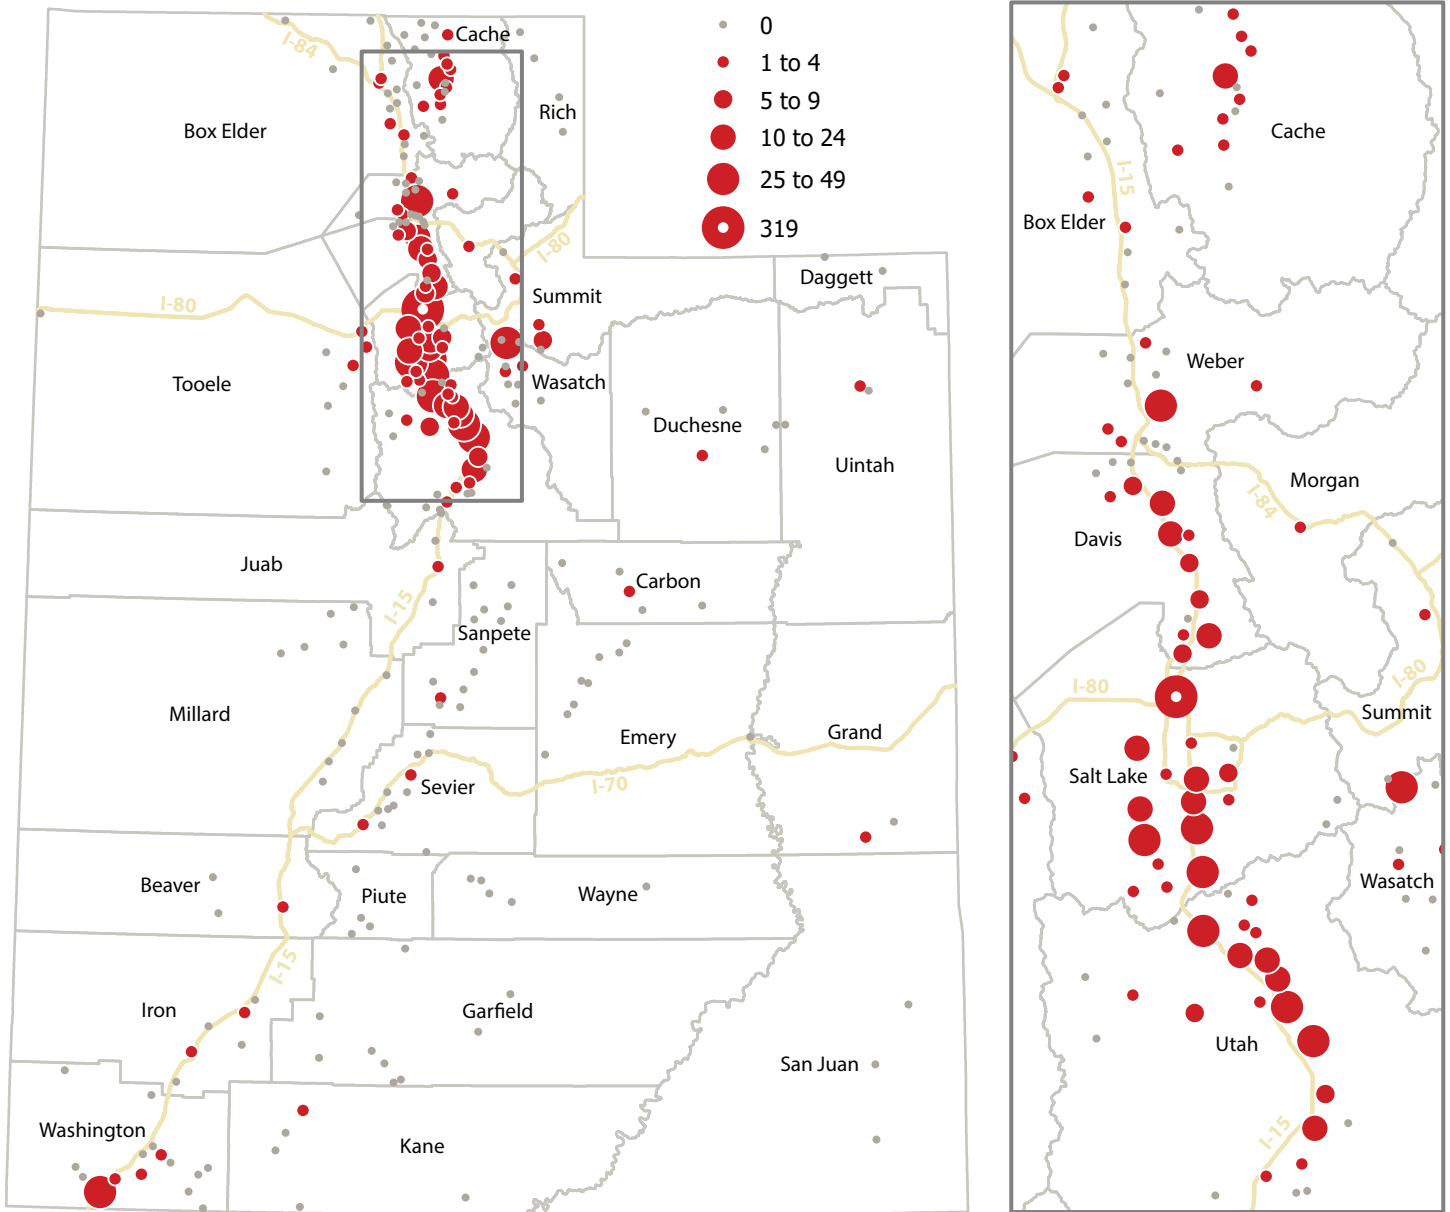 0
1 to 4
5 to 9
10 to 24
25 to 49
319
Cache
I-84
Rich
Box Elder
I-80
Daggett
Summit
I-80
Tooele
Wasatch
Duchesne
Uintah
Juab
Carbon
I-15
Sanpete
Millard
Emery
Grand
Sevier
I-70
Beaver
Piute
Wayne
I-15
Iron
Garfield
San Juan
Washington
Kane
Cache
I-15
Box Elder
Weber
Morgan
I-84
Davis
I-80
I-80
Summit
Salt Lake
Wasatch
Utah
I-15